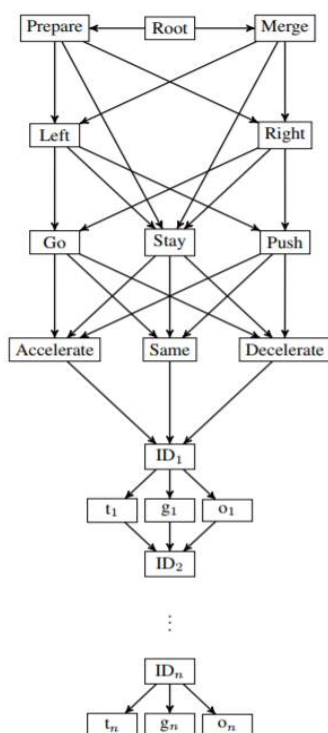 Prepare Root Merge
Left Right
Go Stay Push
Accelerate Same Decelerate
ID₁
t₁ g₁ o₁
ID₂
⋮
IDₙ
tₙ gₙ oₙ